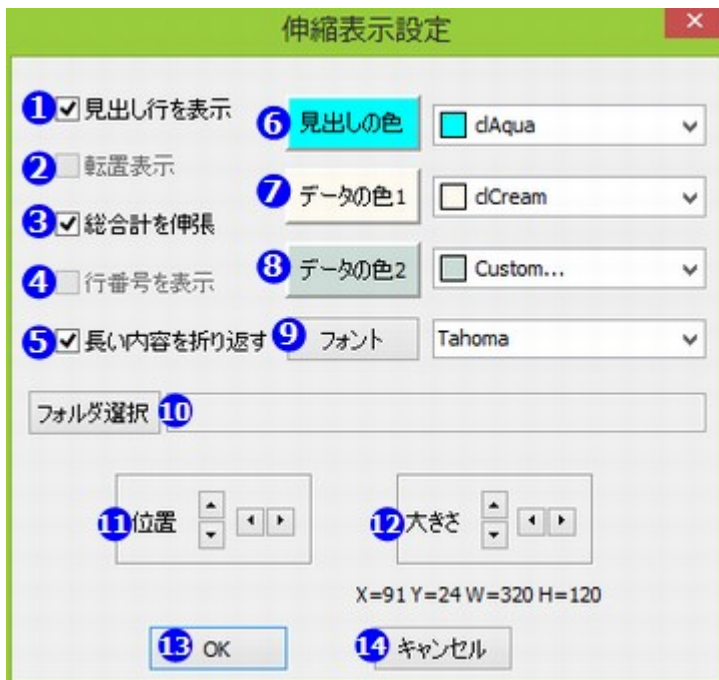 伸縮表示設定
1 見出し行を表示
6 見出しの色 clAqua
2 転置表示
7 データの色1 clCream
3 総合計を伸張
8 データの色2 Custom...
4 行番号を表示
5 長い内容を折り返す 9 フォント Tahoma
フォルダ選択 10
11 位置 12 大きさ
X=91 Y=24 W=320 H=120
13 OK 14 キャンセル